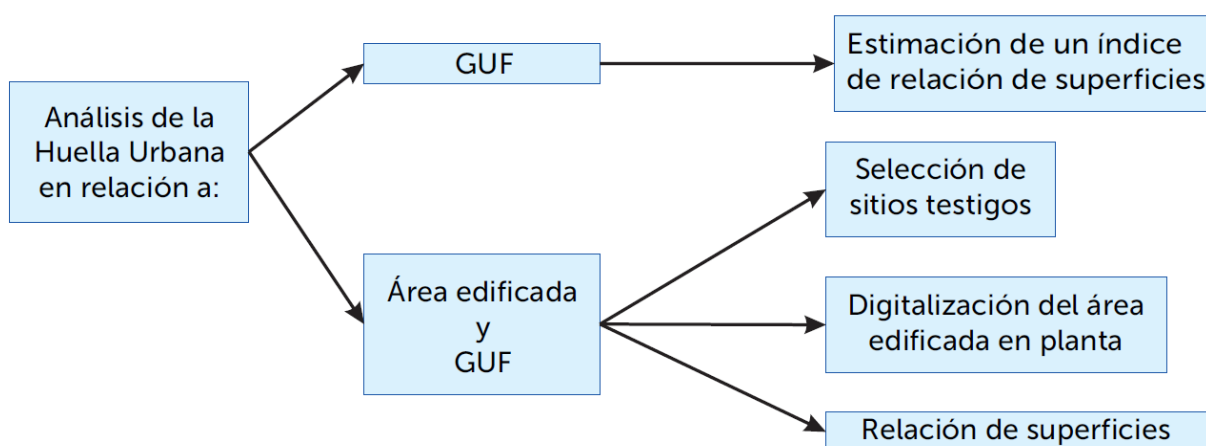 Análisis de la
Huella Urbana
en relación a:
GUF
Estimación de un índice
de relación de superficies
Área edificada
y
GUF
Selección de
sitios testigos
Digitalización del área
edificada en planta
Relación de superficies